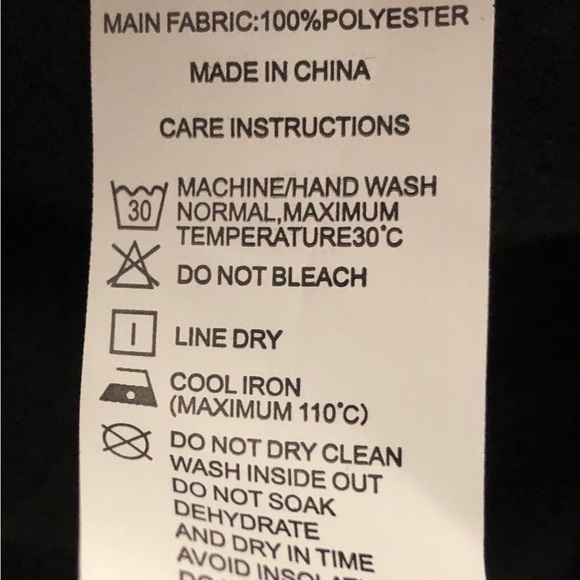 MAIN FABRIC:100%POLYESTER
MADE IN CHINA
CARE INSTRUCTIONS
30
MACHINE/HAND WASH
NORMAL,MAXIMUM
TEMPERATURE30°C
DO NOT BLEACH
LINE DRY
COOL IRON
(MAXIMUM 110°C)
DO NOT DRY CLEAN
WASH INSIDE OUT
DO NOT SOAK
DEHYDRATE
AND DRY IN TIME
AVOID